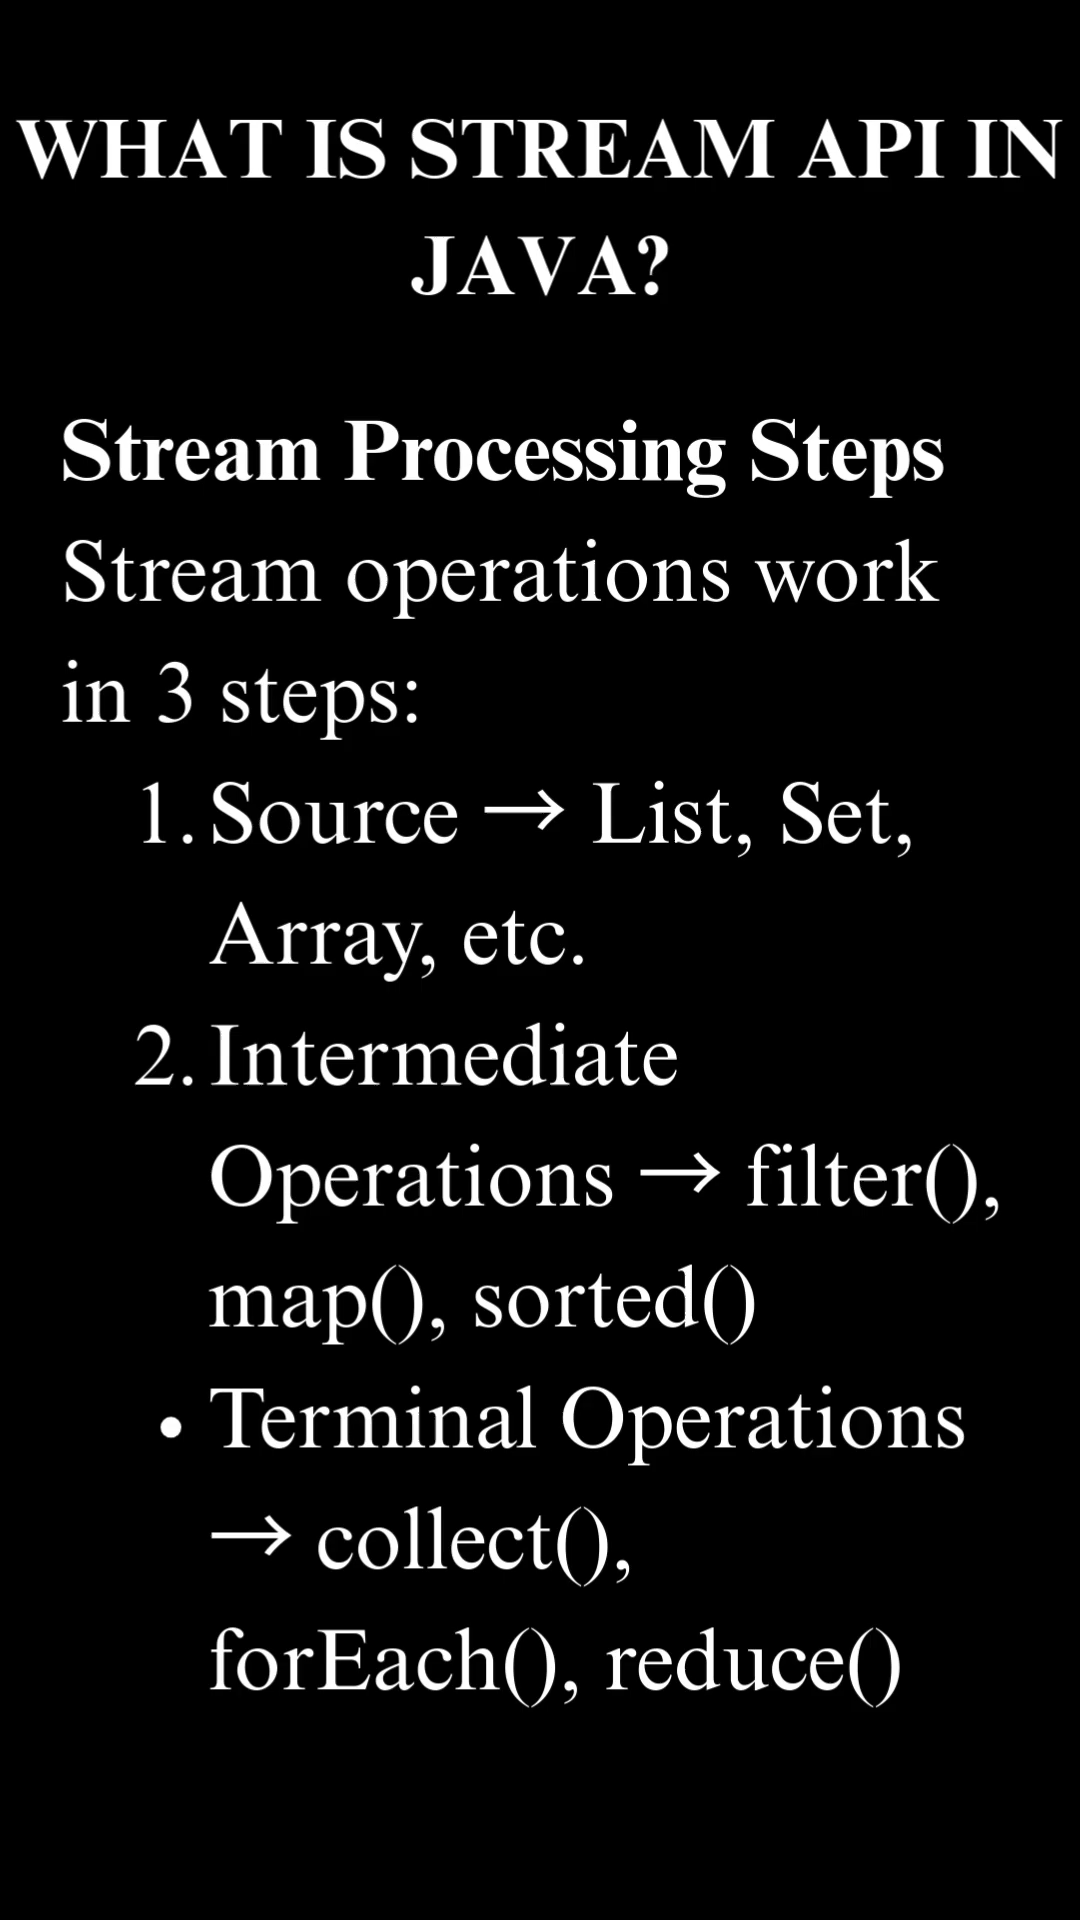 WHAT IS STREAM API IN
JAVA?
Stream Processing Steps
Stream operations work
in 3 steps:
1. Source → List, Set,
Array, etc.
2. Intermediate
Operations → filter(),
map(), sorted()
• Terminal Operations
→ collect(),
forEach(), reduce()